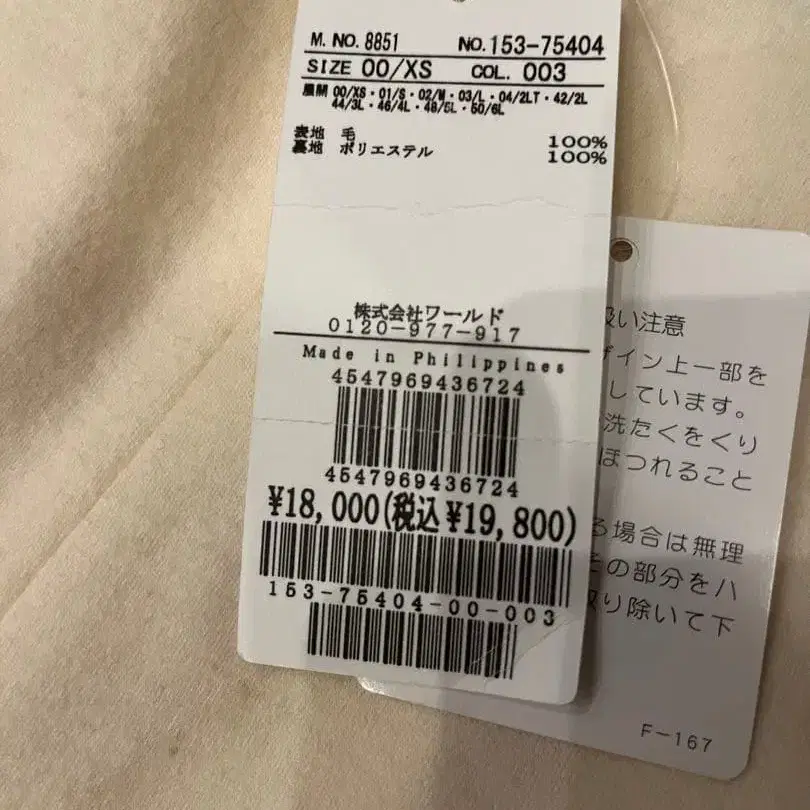 M. NO. 8851 NO. 153-75404
SIZE 00/XS COL. 003
展開 00/XS・01/S・02/M・03/L・04/2LT・42/2L
44/3L・46/4L・48/5L・50/6L
表地 毛 100%
裏地 ポリエステル 100%
株式会社ワールド
0120-977-917
Made in Philippines
4547969436724
4547969436724
¥18,000(税込¥19,800)
153-75404-00-003
扱い注意
ザイン上一部を
しています。
洗たくをくり
ほつれること
る場合は無理
その部分をハ
取り除いて下
F-167